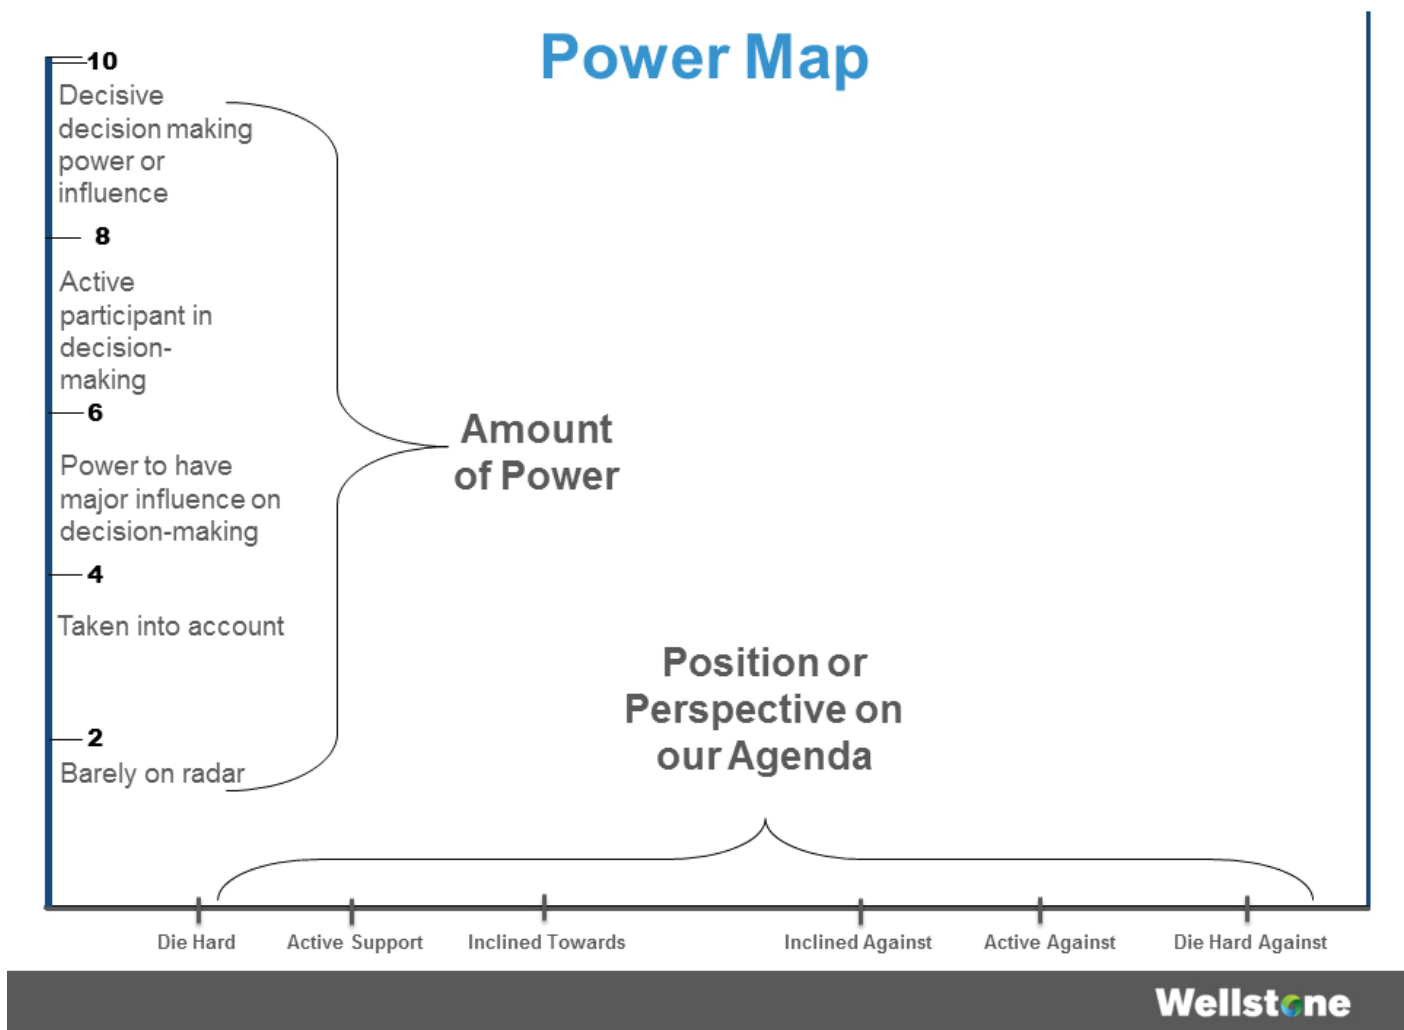 Power Map
10
Decisive
decision making
power or
influence
8
Active
participant in
decision-
making
6
Power to have
major influence on
decision-making
4
Taken into account
2
Barely on radar
Amount
of Power
Position or
Perspective on
our Agenda
Die Hard
Active Support
Inclined Towards
Inclined Against
Active Against
Die Hard Against
Wellstone